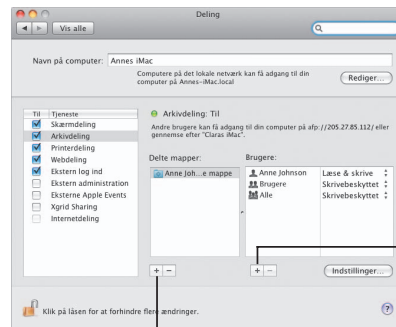 Deling
Vis alle
Navn på computer: Annes iMac
Computere på det lokale netværk kan få adgang til din
computer på Annes-iMac.local
Rediger...
Til Tjeneste
Skærmdeling
Arkivdeling
Printerdeling
Webdeling
Ekstern log ind
Ekstern administration
Eksterne Apple Events
Xgrid Sharing
Internetdeling
Arkivdeling: Til
Andre brugere kan få adgang til din computer på afp://205.27.85.112/ eller
gennemse efter "Claras iMac".
Delte mapper:
Anne Joh...e mappe
Brugere:
Anne Johnson Læse & skrive
Brugere Skrivebeskyttet
Alle Skrivebeskyttet
+ − + −
Indstillinger...
Klik på låsen for at forhindre flere ændringer.
?